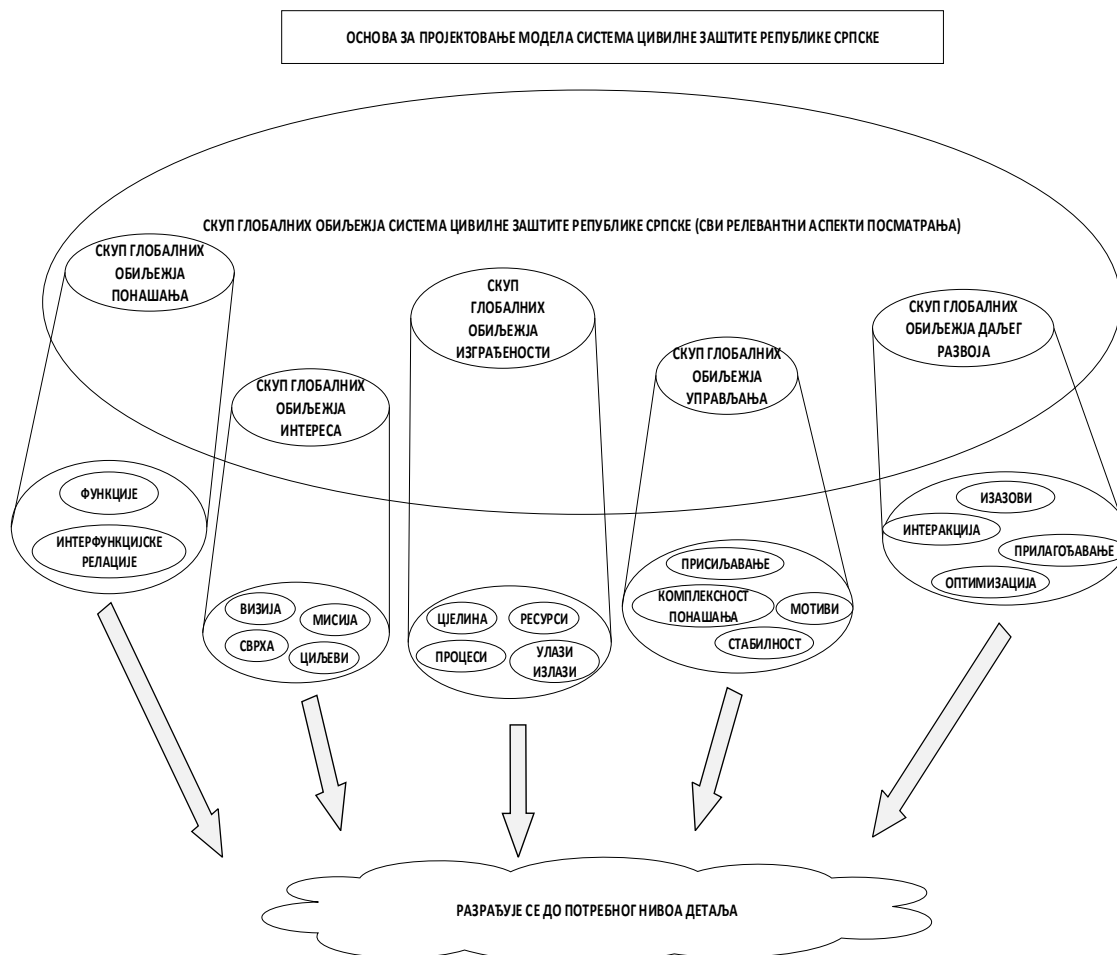 ОСНОВА ЗА ПРОЈЕКТОВАЊЕ МОДЕЛА СИСТЕМА ЦИВИЛНЕ ЗАШТИТЕ РЕПУБЛИКЕ СРПСКЕ
СКУП ГЛОБАЛНИХ ОБИЉЕЖЈА СИСТЕМА ЦИВИЛНЕ ЗАШТИТЕ РЕПУБЛИКЕ СРПСКЕ (СВИ РЕЛЕВАНТНИ АСПЕКТИ ПОСМАТРАЊА)
СКУП ГЛОБАЛНИХ
ОБИЉЕЖЈА
ПОНАШАЊА
СКУП ГЛОБАЛНИХ
ОБИЉЕЖЈА
ИНТЕРЕСА
СКУП
ГЛОБАЛНИХ
ОБИЉЕЖЈА
ИЗГРАЂЕНОСТИ
СКУП ГЛОБАЛНИХ
ОБИЉЕЖЈА
УПРАВЉАЊА
СКУП ГЛОБАЛНИХ
ОБИЉЕЖЈА ДАЉЕГ
РАЗВОЈА
ФУНКЦИЈЕ
ИНТЕРФУНКЦИЈСКЕ
РЕЛАЦИЈЕ
ВИЗИЈА
МИСИЈА
СВРХА
ЦИЉЕВИ
ЦЈЕЛИНА
РЕСУРСИ
ПРОЦЕСИ
УЛАЗИ
ИЗЛАЗИ
ПРИСИЉАВАЊЕ
КОМПЛЕКСНОСТ
ПОНАШАЊА
МОТИВИ
СТАБИЛНОСТ
ИЗАЗОВИ
ИНТЕРАКЦИЈА
ПРИЛАГОЂАВАЊЕ
ОПТИМИЗАЦИЈА
РАЗРАЂУЈЕ СЕ ДО ПОТРЕБНОГ НИВОА ДЕТАЉА